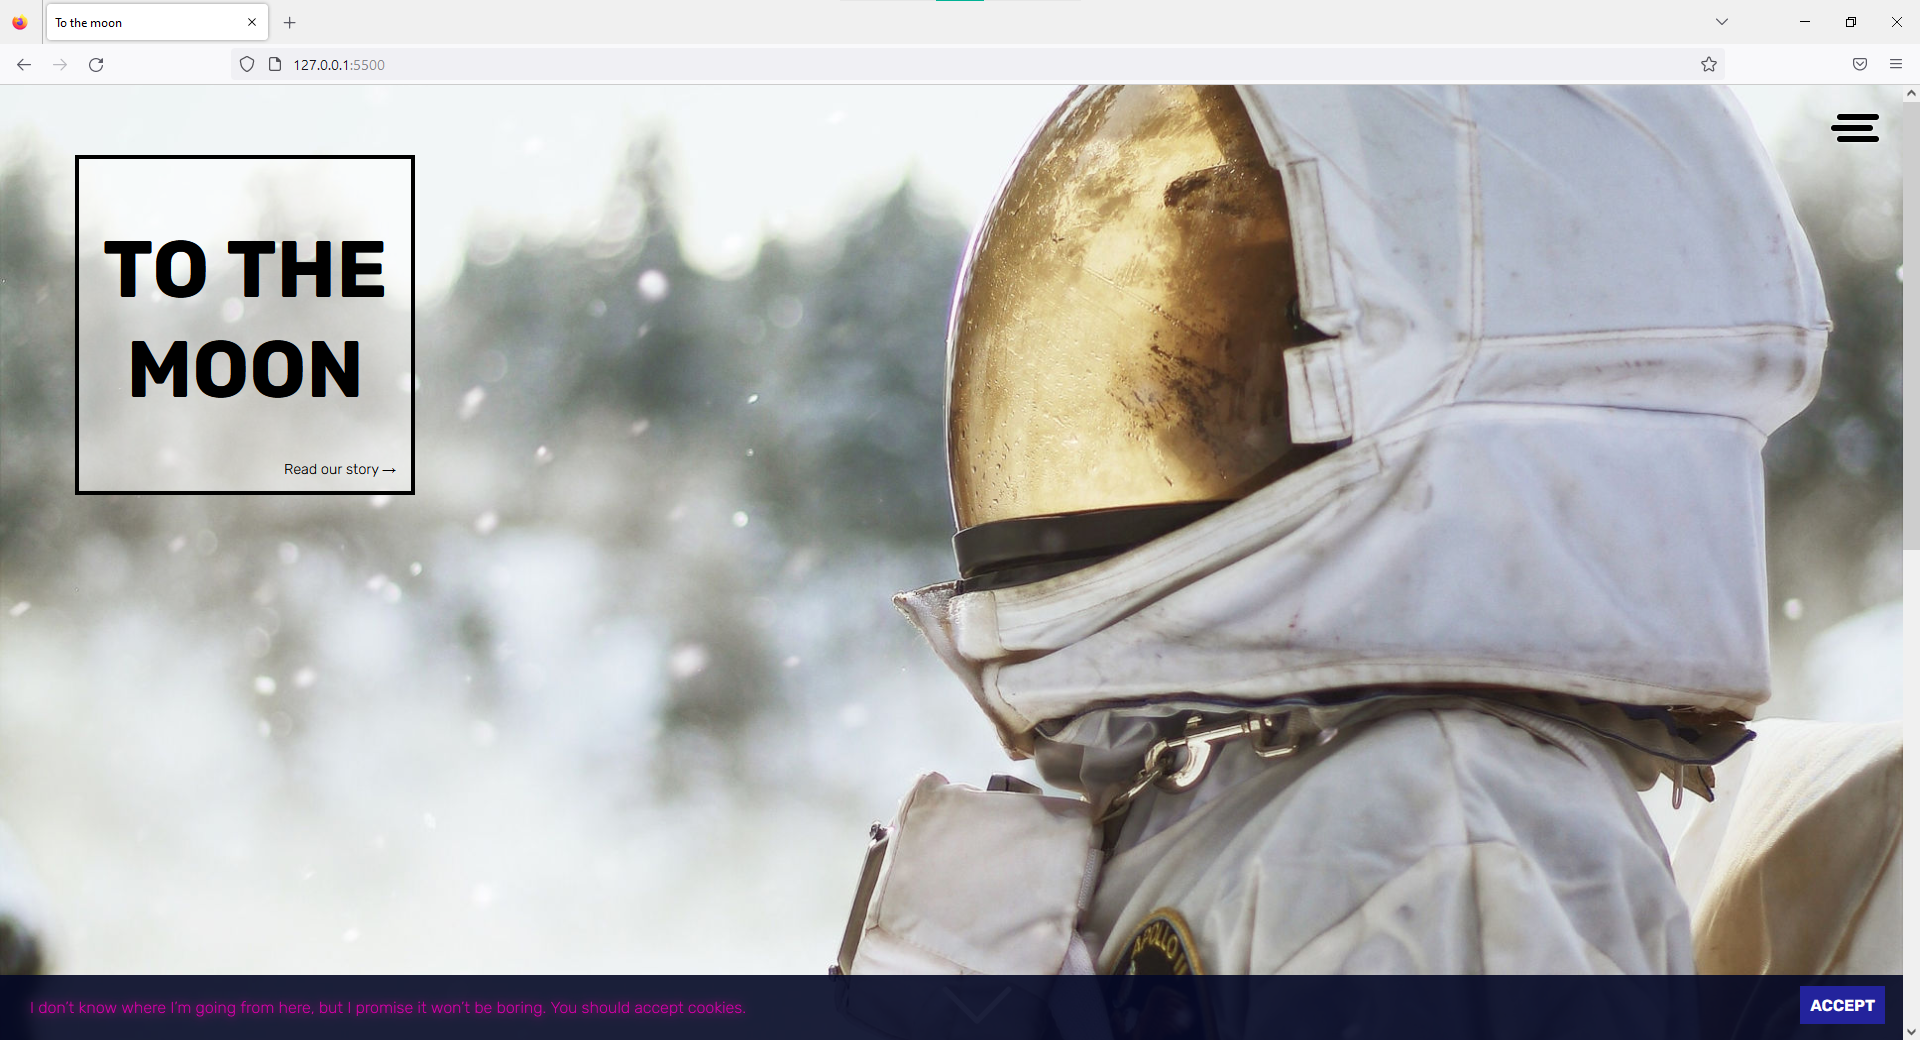 To the moon
127.0.0.1:5500
TO THE
MOON
Read our story →
APOLLO
I don't know where I'm going from here, but I promise it won't be boring. You should accept cookies.
ACCEPT